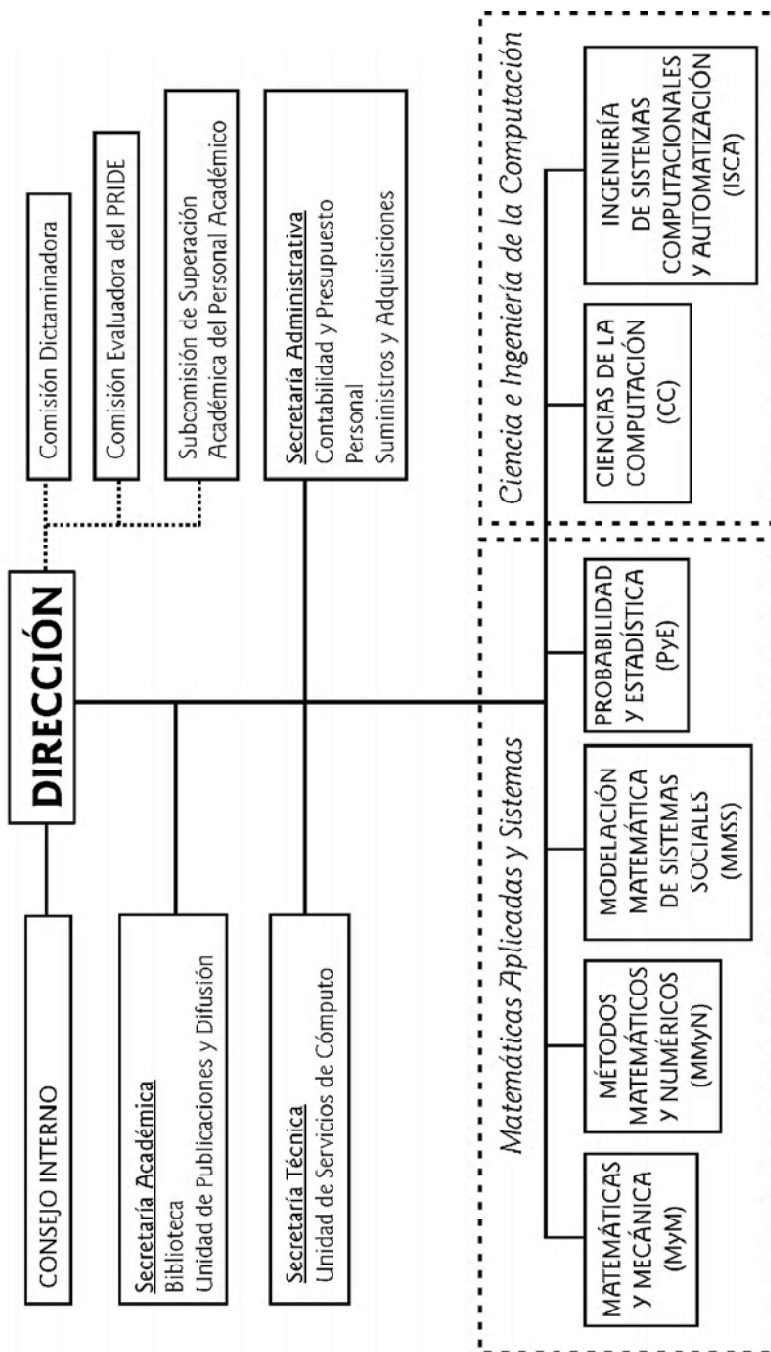 DIRECCIÓN
CONSEJO INTERNO
Comisión Dictaminadora
Comisión Evaluadora del PRIDE
Subcomisión de Superación
Académica del Personal Académico
Secretaría Académica
Biblioteca
Unidad de Publicaciones y Difusión
Secretaría Técnica
Unidad de Servicios de Cómputo
Secretaría Administrativa
Contabilidad y Presupuesto
Personal
Suministros y Adquisiciones
Matemáticas Aplicadas y Sistemas
MATEMÁTICAS
Y MECÁNICA
(MyM)
MÉTODOS
MATEMÁTICOS
Y NUMÉRICOS
(MMyN)
MODELACIÓN
MATEMÁTICA
DE SISTEMAS
SOCIALES
(MMSS)
PROBABILIDAD
Y ESTADÍSTICA
(PyE)
Ciencia e Ingeniería de la Computación
CIENCIAS DE LA
COMPUTACIÓN
(CC)
INGENIERÍA
DE SISTEMAS
COMPUTACIONALES
Y AUTOMATIZACIÓN
(ISCA)